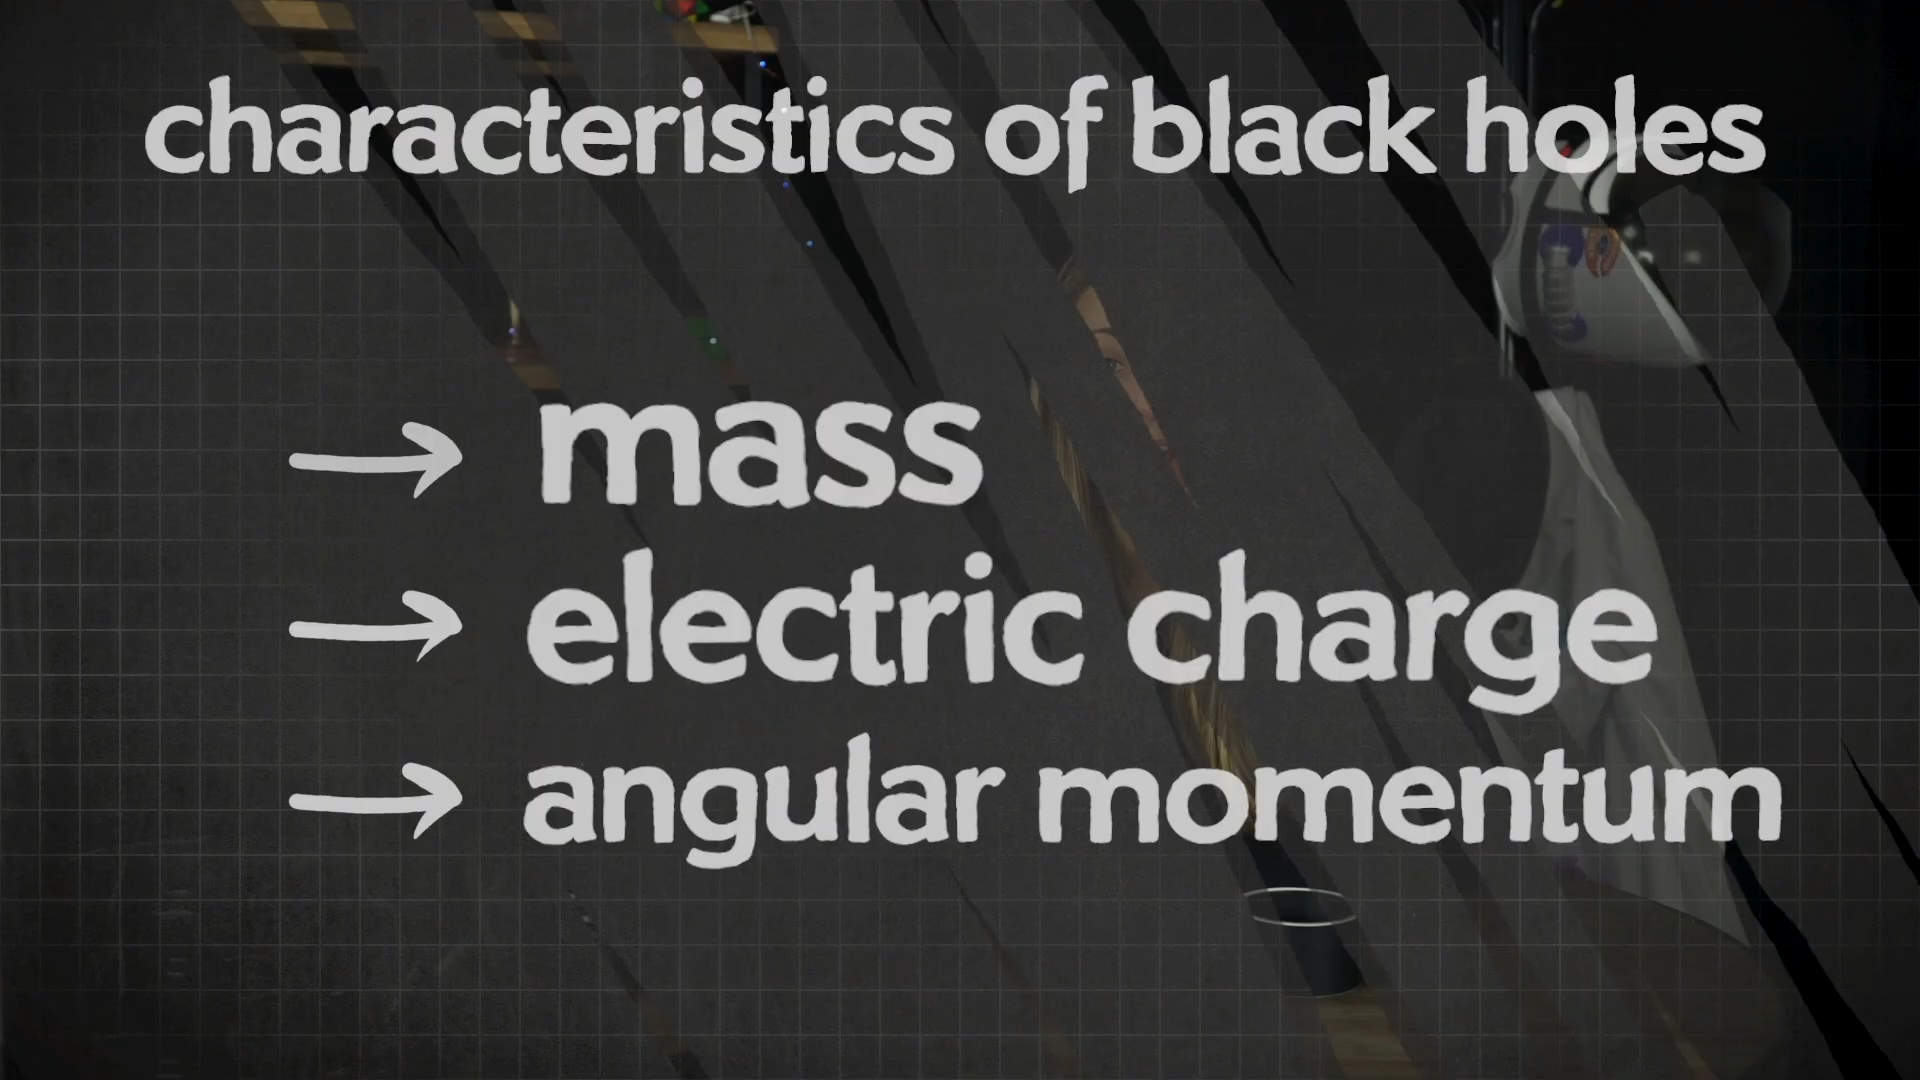 characteristics of black holes
→ mass
→ electric charge
→ angular momentum